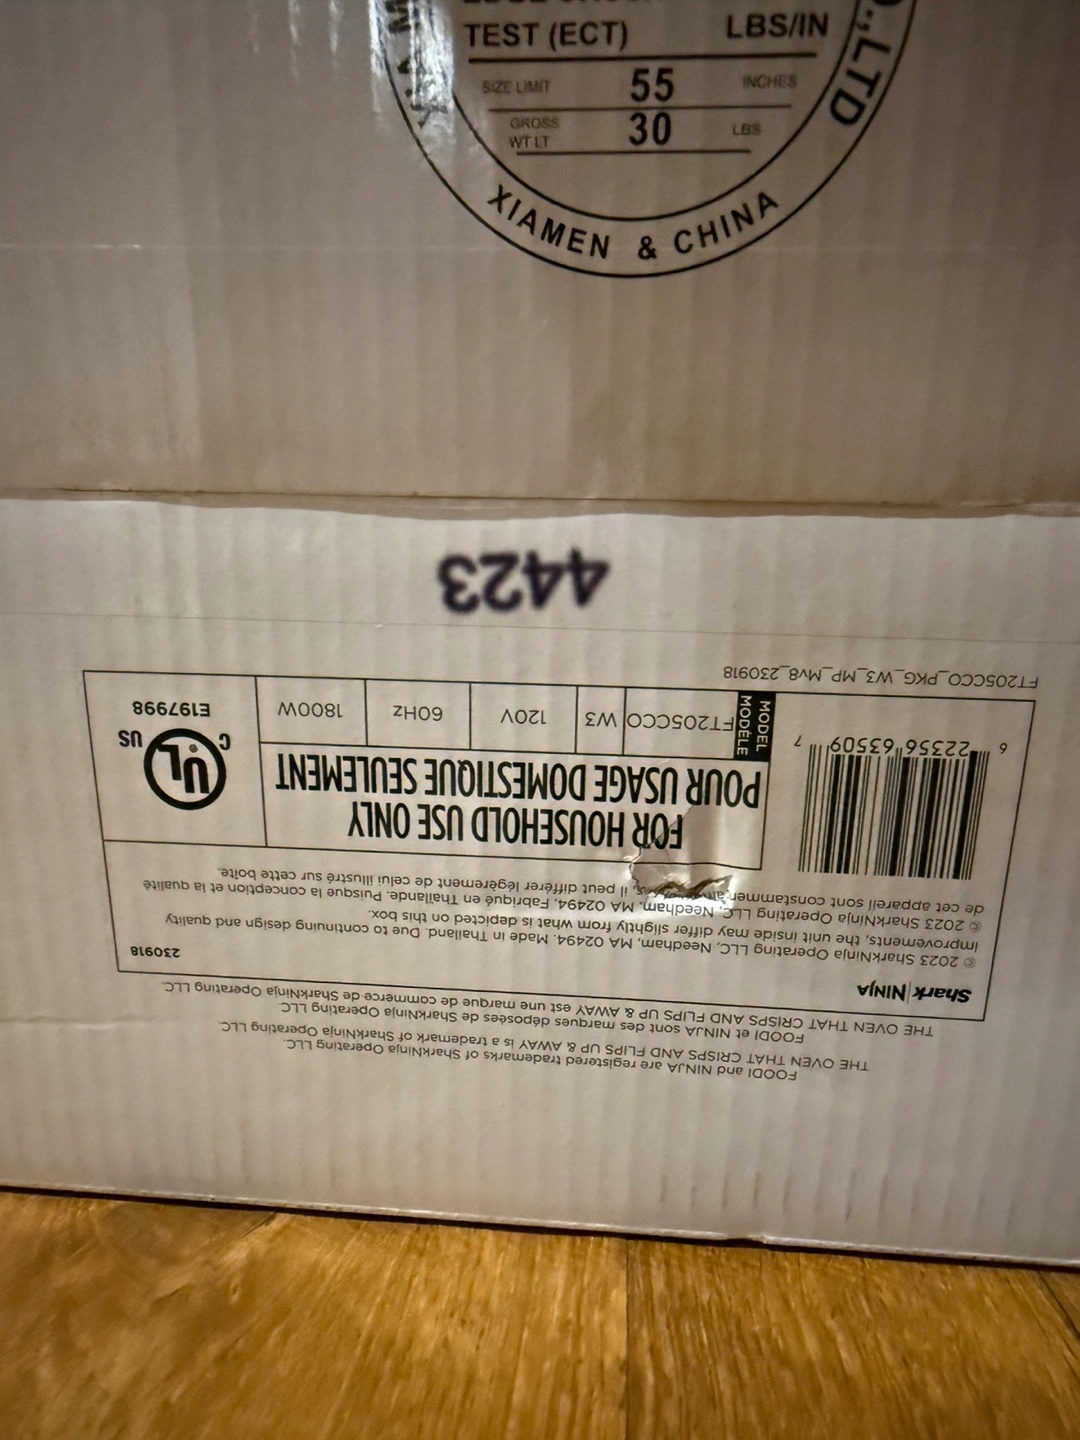 TEST (ECT) LBS/IN
SIZE LIMIT 55 INCHES
GROSS WT LT 30 LBS
., LTD
XIAMEN & CHINA
4423
FT205CCO_PKG_W3_MP_Mv8_230918
6 22356 63509 7
MODEL
MODÈLE
FT205CCO W3 120V 60Hz 1800W
FOR HOUSEHOLD USE ONLY
POUR USAGE DOMESTIQUE SEULEMENT
C UL US
E197998
Shark|NINJA
230918
© 2023 SharkNinja Operating LLC, Needham, MA 02494. Made in Thailand. Due to continuing design and quality
improvements, the unit inside may differ slightly from what is depicted on this box.
© 2023 SharkNinja Operating LLC, Needham, MA 02494. Fabriqué en Thaïlande. Puisque la conception et la qualité
de cet appareil sont constamment il peut différer légèrement de celui illustré sur cette boîte.
FOODI and NINJA are registered trademarks of SharkNinja Operating LLC.
THE OVEN THAT CRISPS AND FLIPS UP & AWAY is a trademark of SharkNinja Operating LLC.
FOODI et NINJA sont des marques déposées de SharkNinja Operating LLC.
THE OVEN THAT CRISPS AND FLIPS UP & AWAY est une marque de commerce de SharkNinja Operating LLC.